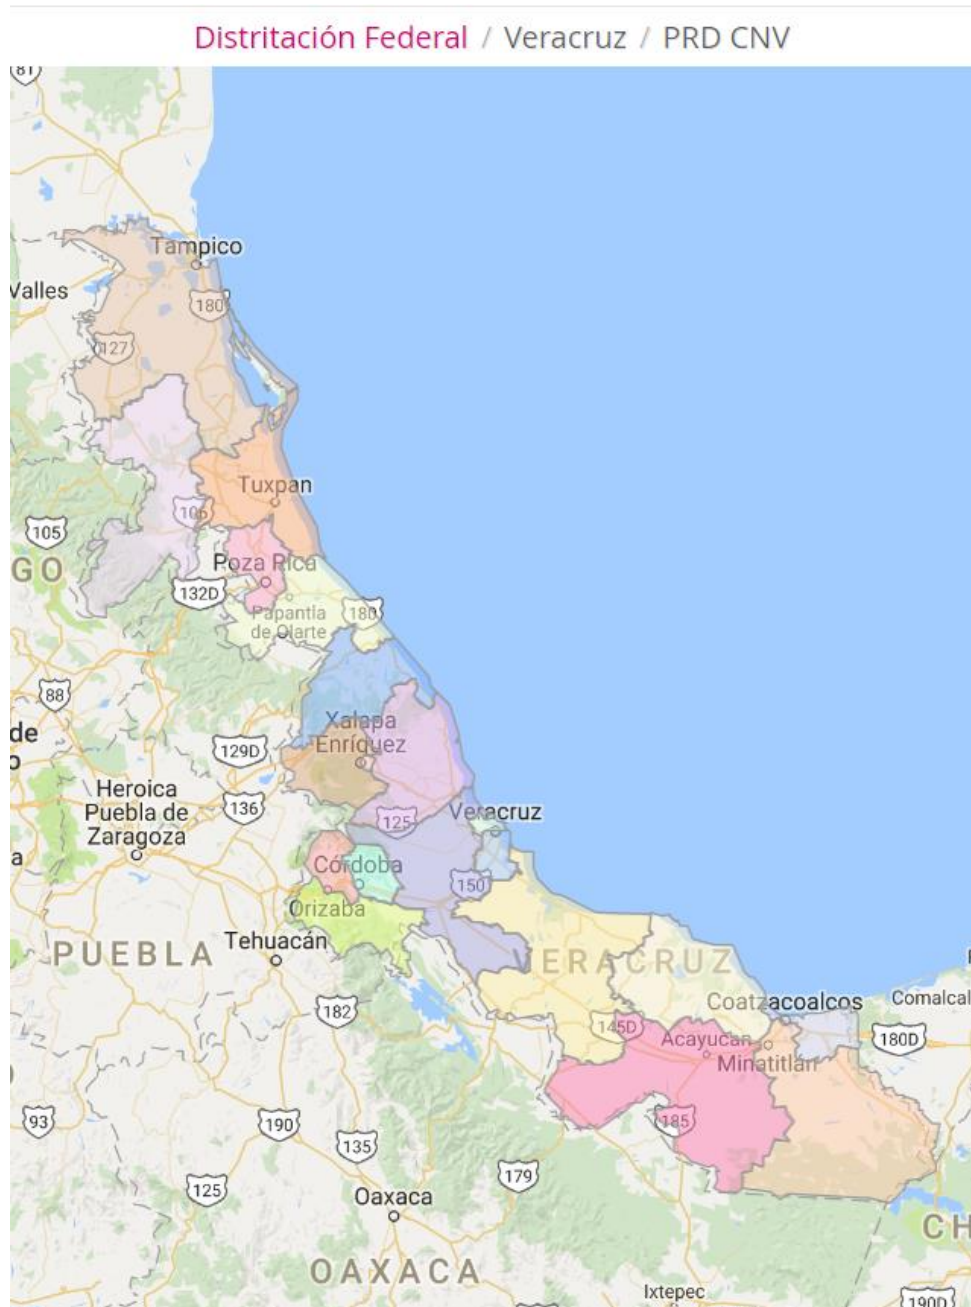 Distritación Federal / Veracruz / PRD CNV
81
Tampico
Valles
180
127
Tuxpan
105
106
Poza Rica
GO
132D
Papantla
de Olarte
180
88
Xalapa
Enríquez
de
129D
Heroica
Puebla de
Zaragoza
136
125
Veracruz
a
Córdoba
150
Orizaba
Tehuacán
PUEBLA
VERACRUZ
Coatzacoalcos
Comalcal
182
145D
Acayucan
Minatitlán
180D
93
190
185
135
179
125
Oaxaca
CH
OAXACA
Ixtepec
190D